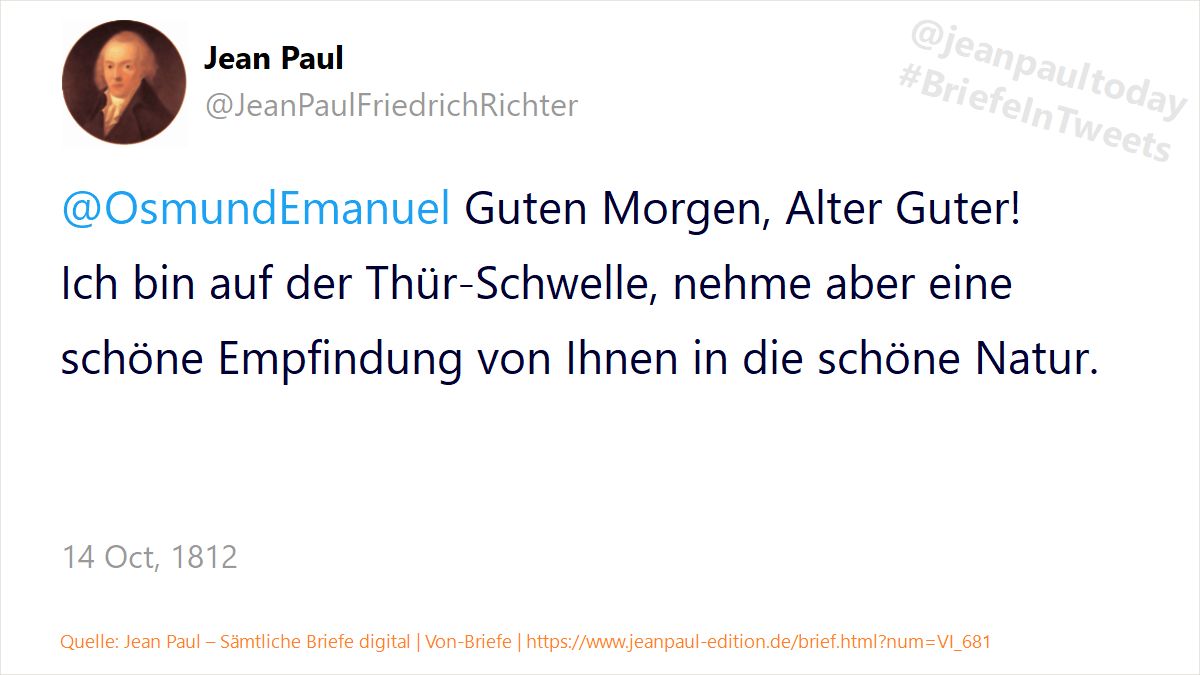 Jean Paul
@JeanPaulFriedrichRichter
@jeanpaultoday
#BriefeInTweets
@OsmundEmanuel Guten Morgen, Alter Guter!
Ich bin auf der Thür-Schwelle, nehme aber eine
schöne Empfindung von Ihnen in die schöne Natur.
14 Oct, 1812
Quelle: Jean Paul – Sämtliche Briefe digital | Von-Briefe | https://www.jeanpaul-edition.de/brief.html?num=VI_681